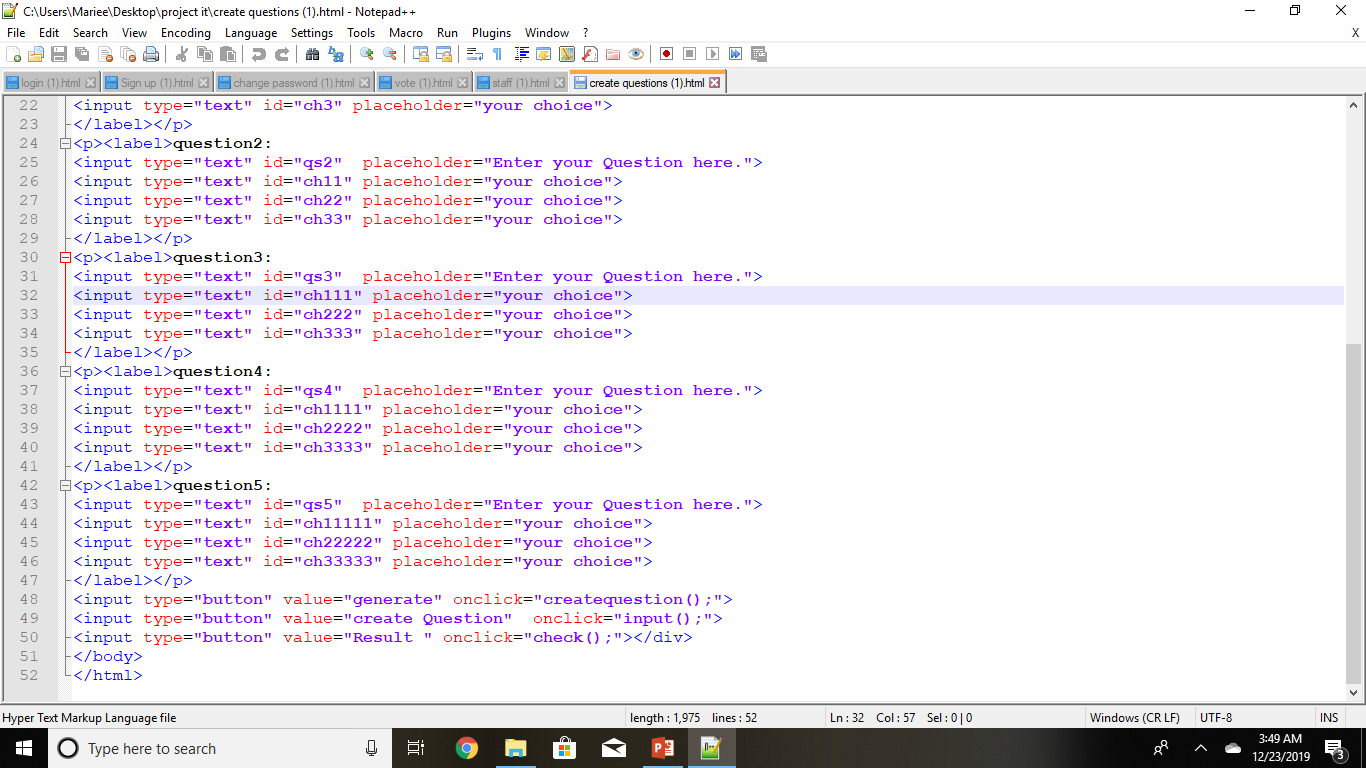 C:\Users\Mariee\Desktop\project it\create questions (1).html - Notepad++
File Edit Search View Encoding Language Settings Tools Macro Run Plugins Window ? X
login (1).html Sign up (1).html change password (1).html vote (1).html staff (1).html create questions (1).html
22 <input type="text" id="ch3" placeholder="your choice">
23 </label></p>
24 <p><label>question2:
25 <input type="text" id="qs2"  placeholder="Enter your Question here.">
26 <input type="text" id="ch11" placeholder="your choice">
27 <input type="text" id="ch22" placeholder="your choice">
28 <input type="text" id="ch33" placeholder="your choice">
29 </label></p>
30 <p><label>question3:
31 <input type="text" id="qs3"  placeholder="Enter your Question here.">
32 <input type="text" id="ch111" placeholder="your choice">
33 <input type="text" id="ch222" placeholder="your choice">
34 <input type="text" id="ch333" placeholder="your choice">
35 </label></p>
36 <p><label>question4:
37 <input type="text" id="qs4"  placeholder="Enter your Question here.">
38 <input type="text" id="ch1111" placeholder="your choice">
39 <input type="text" id="ch2222" placeholder="your choice">
40 <input type="text" id="ch3333" placeholder="your choice">
41 </label></p>
42 <p><label>question5:
43 <input type="text" id="qs5"  placeholder="Enter your Question here.">
44 <input type="text" id="ch11111" placeholder="your choice">
45 <input type="text" id="ch22222" placeholder="your choice">
46 <input type="text" id="ch33333" placeholder="your choice">
47 </label></p>
48 <input type="button" value="generate" onclick="createquestion();">
49 <input type="button" value="create Question"  onclick="input();">
50 <input type="button" value="Result " onclick="check();"></div>
51 </body>
52 </html>
Hyper Text Markup Language file length : 1,975 lines : 52 Ln : 32 Col : 57 Sel : 0 | 0 Windows (CR LF) UTF-8 INS
Type here to search
3:49 AM
12/23/2019
3